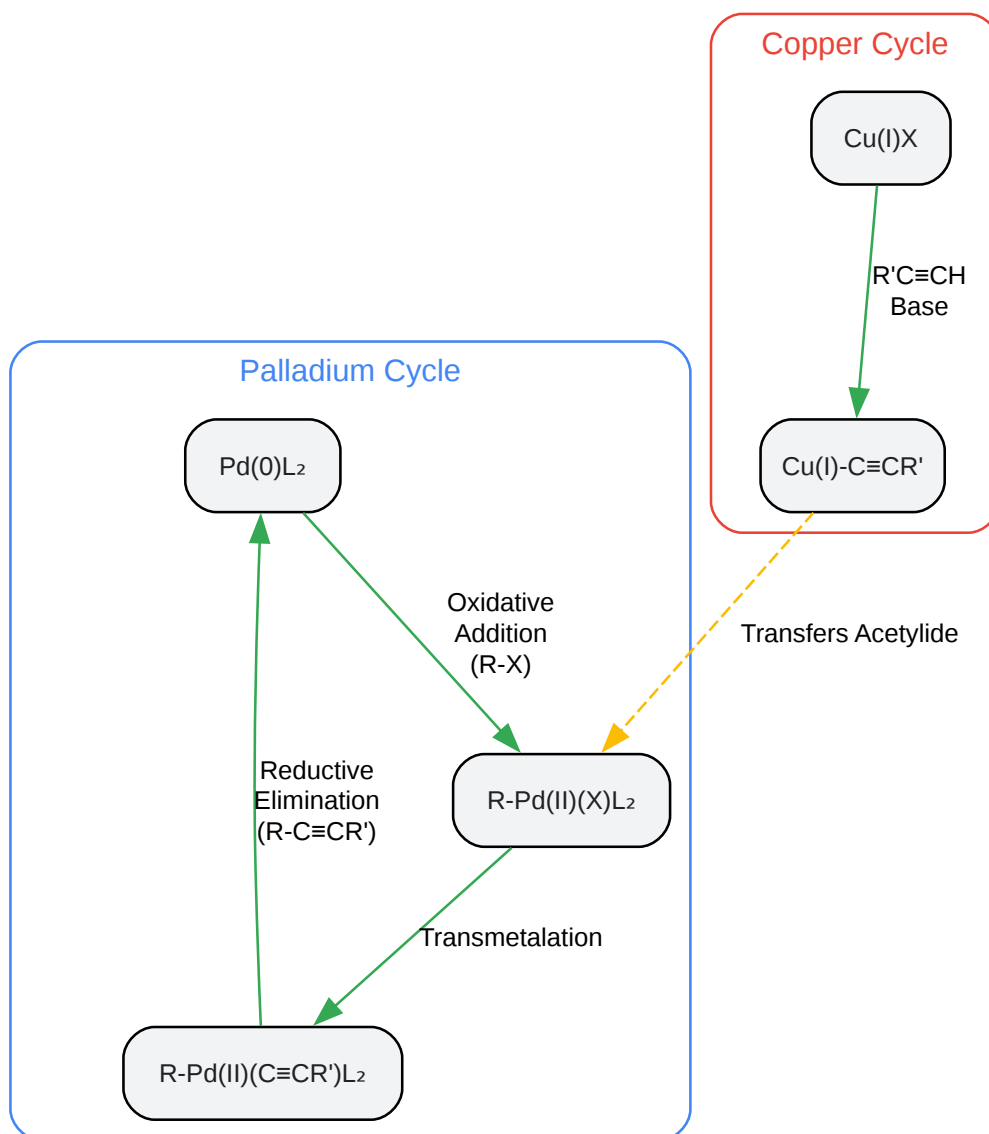 Copper Cycle
Cu(I)X
R'C≡CH
Base
Palladium Cycle
Pd(0)L₂
Cu(I)-C≡CR'
Oxidative
Addition
(R-X)
Transfers Acetylide
Reductive
Elimination
(R-C≡CR')
R-Pd(II)(X)L₂
Transmetalation
R-Pd(II)(C≡CR')L₂